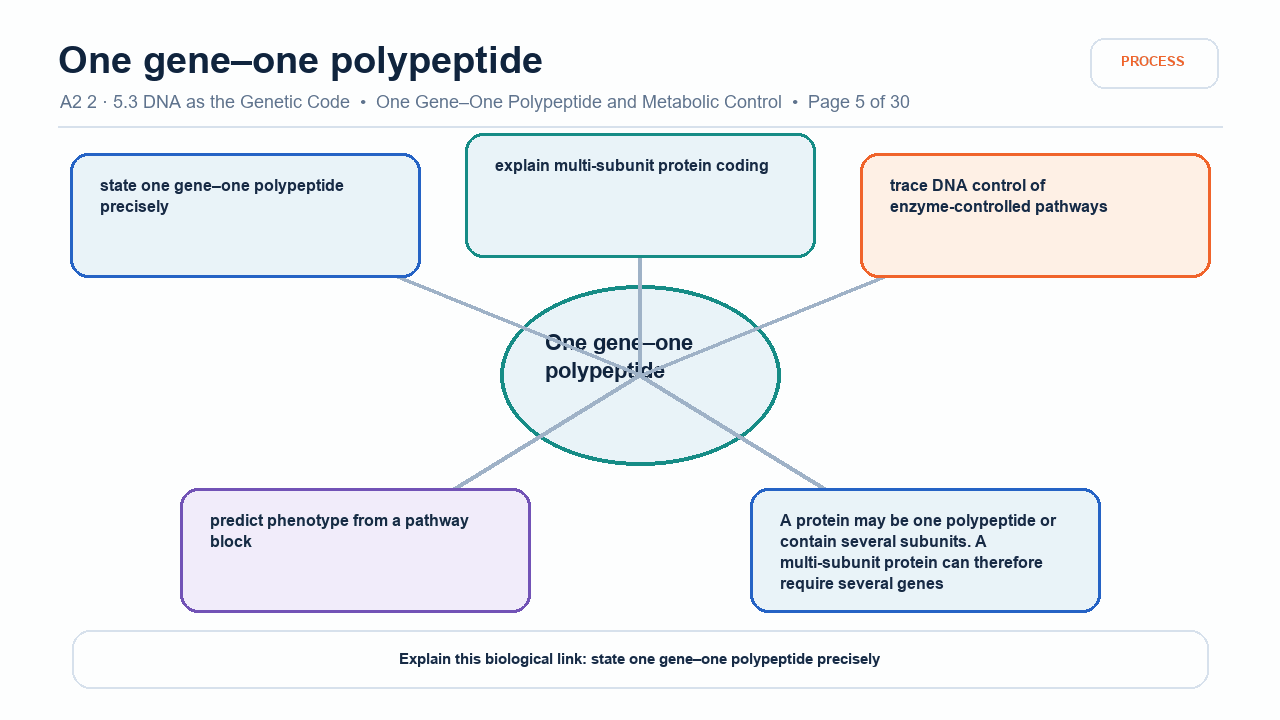 One gene–one polypeptide
PROCESS
A2 2 · 5.3 DNA as the Genetic Code • One Gene–One Polypeptide and Metabolic Control • Page 5 of 30
state one gene–one polypeptide
precisely
explain multi-subunit protein coding
trace DNA control of
enzyme-controlled pathways
One gene–one
polypeptide
predict phenotype from a pathway
block
A protein may be one polypeptide or
contain several subunits. A
multi-subunit protein can therefore
require several genes
Explain this biological link: state one gene–one polypeptide precisely